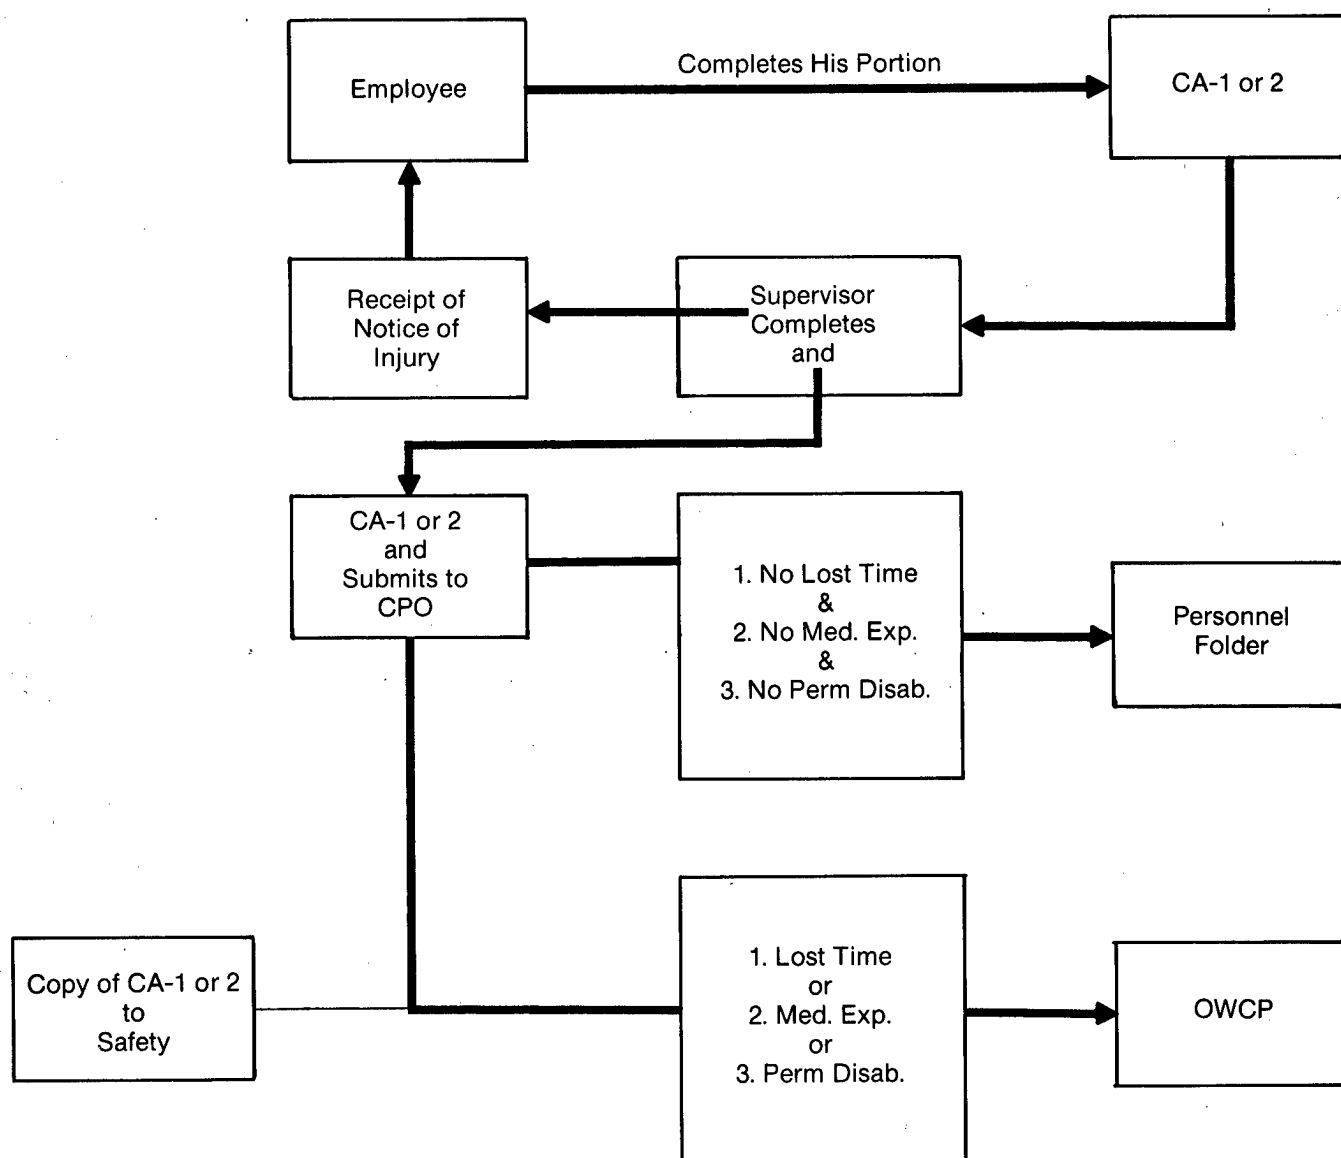 Employee
Completes His Portion
CA-1 or 2
Receipt of
Notice of
Injury
Supervisor
Completes
and
CA-1 or 2
and
Submits to
CPO
1. No Lost Time
&
2. No Med. Exp.
&
3. No Perm Disab.
Personnel
Folder
Copy of CA-1 or 2
to
Safety
1. Lost Time
or
2. Med. Exp.
or
3. Perm Disab.
OWCP